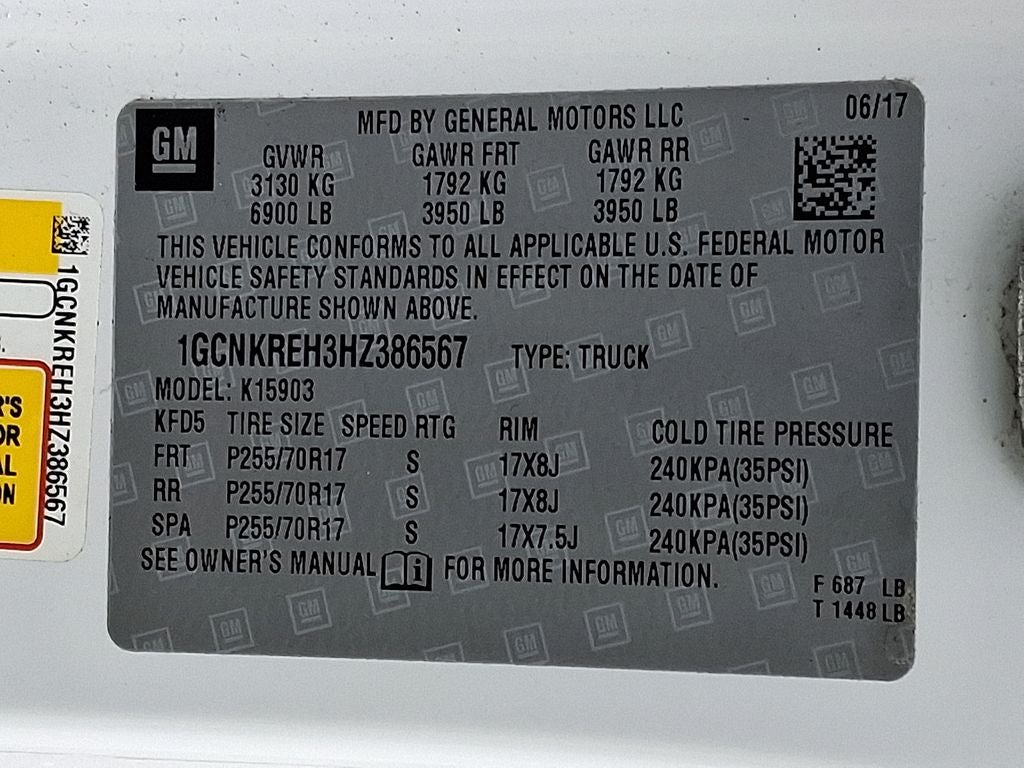 GM
MFD BY GENERAL MOTORS LLC
06/17
GVWR GAWR FRT GAWR RR
3130 KG 1792 KG 1792 KG
6900 LB 3950 LB 3950 LB
THIS VEHICLE CONFORMS TO ALL APPLICABLE U.S. FEDERAL MOTOR
VEHICLE SAFETY STANDARDS IN EFFECT ON THE DATE OF
MANUFACTURE SHOWN ABOVE.
1GCNKREH3HZ386567 TYPE: TRUCK
MODEL: K15903
KFD5 TIRE SIZE SPEED RTG RIM COLD TIRE PRESSURE
FRT P255/70R17 S 17X8J 240KPA(35PSI)
RR P255/70R17 S 17X8J 240KPA(35PSI)
SPA P255/70R17 S 17X7.5J 240KPA(35PSI)
SEE OWNER'S MANUAL i FOR MORE INFORMATION.
F 687 LB
T 1448 LB
1GCNKREH3HZ386567
R'S
OR
AL
ON